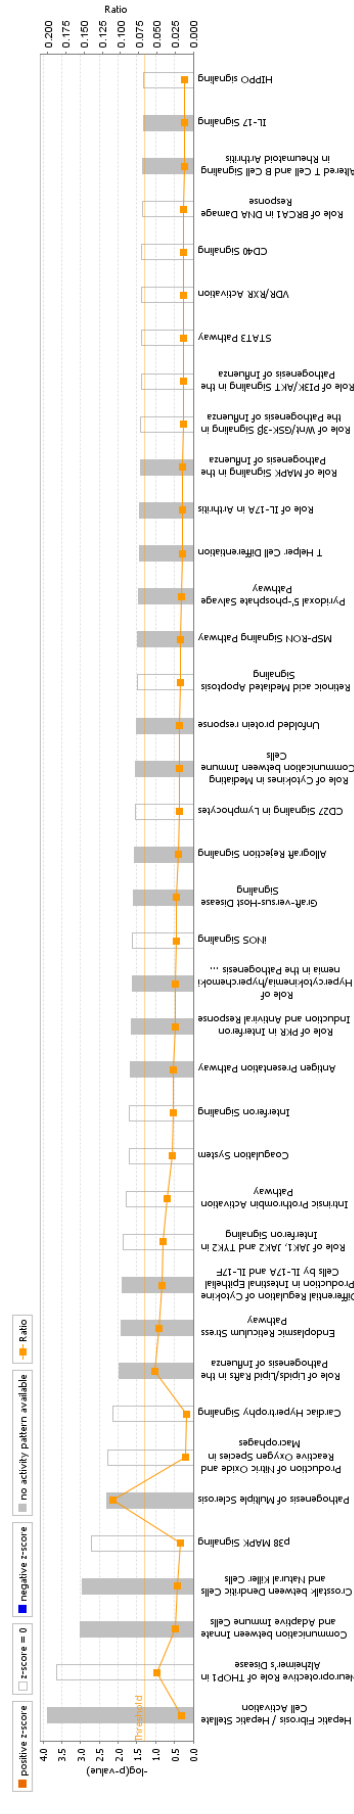 positive z-score
z-score = 0
negative z-score
no activity pattern available
Ratio
-log(p-value)
4.0
3.5
3.0
2.5
2.0
1.5
1.0
0.5
0.0
Threshold
Hepatic Fibrosis / Hepatic Stellate
Cell Activation
Neuroprotective Role of THOP1 in
Alzheimer's Disease
Communication between Innate
and Adaptive Immune Cells
Crosstalk between Dendritic Cells
and Natural Killer Cells
p38 MAPK Signaling
Pathogenesis of Multiple Sclerosis
Production of Nitric Oxide and
Reactive Oxygen Species in
Macrophages
Cardiac Hypertrophy Signaling
Role of Lipids/Lipid Rafts in the
Pathogenesis of Influenza
Endoplasmic Reticulum Stress
Pathway
Differential Regulation of Cytokine
Production in Intestinal Epithelial
Cells by IL-17A and IL-17F
Role of JAK1, JAK2 and TYK2 in
Interferon Signaling
Intrinsic Prothrombin Activation
Pathway
Coagulation System
Interferon Signaling
Antigen Presentation Pathway
Role of PKR in Interferon
Induction and Antiviral Response
Role of
Hypercytokinemia/hyperchemoki
nemia in the Pathogenesis ...
iNOS Signaling
Graft-versus-Host Disease
Signaling
Allograft Rejection Signaling
CD27 Signaling in Lymphocytes
Role of Cytokines in Mediating
Communication between Immune
Cells
Unfolded protein response
Retinoic acid Mediated Apoptosis
Signaling
MSP-RON Signaling Pathway
Pyridoxal 5'-phosphate Salvage
Pathway
T Helper Cell Differentiation
Role of IL-17A in Arthritis
Role of MAPK Signaling in the
Pathogenesis of Influenza
Role of Wnt/GSK-3β Signaling in
the Pathogenesis of Influenza
Role of PI3K/AKT Signaling in the
Pathogenesis of Influenza
STAT3 Pathway
VDR/RXR Activation
CD40 Signaling
Role of BRCA1 in DNA Damage
Response
Altered T Cell and B Cell Signaling
in Rheumatoid Arthritis
IL-17 Signaling
HIPPO signaling
0.200
0.175
0.150
0.125
0.100
0.075
0.050
0.025
0.000
Ratio